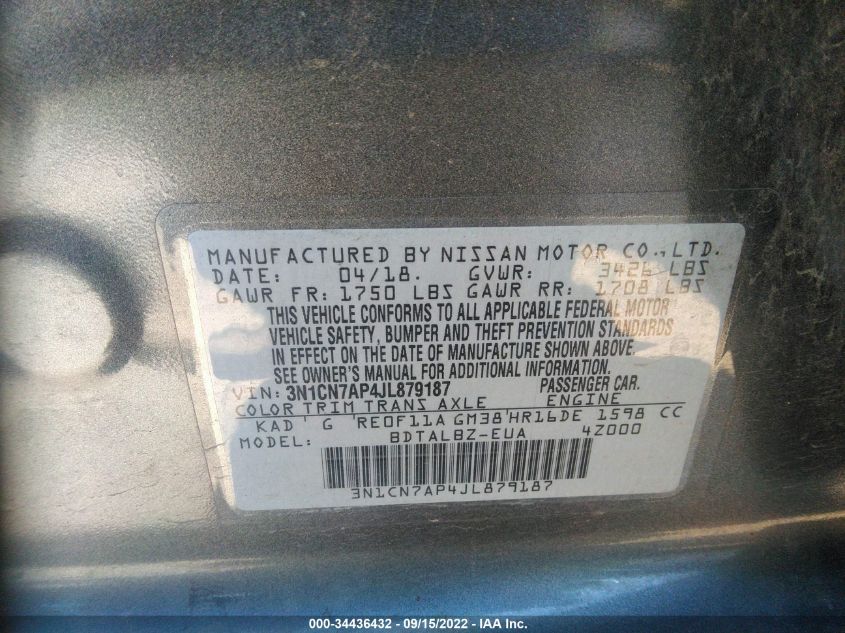 MANUFACTURED BY NISSAN MOTOR CO.,LTD.
DATE: 04/18. GVWR: 3426 LBS
GAWR FR: 1750 LBS GAWR RR: 1708 LBS
THIS VEHICLE CONFORMS TO ALL APPLICABLE FEDERAL MOTOR
VEHICLE SAFETY, BUMPER AND THEFT PREVENTION STANDARDS
IN EFFECT ON THE DATE OF MANUFACTURE SHOWN ABOVE.
SEE OWNER'S MANUAL FOR ADDITIONAL INFORMATION.
VIN: 3N1CN7AP4JL879187 PASSENGER CAR.
COLOR TRIM TRANS AXLE ENGINE
KAD ' G 'RE0F11A GM38'HR16DE 1598 CC
MODEL: BDTALBZ-EUA 4Z000
3N1CN7AP4JL879187
000-34436432 - 09/15/2022 - IAA Inc.